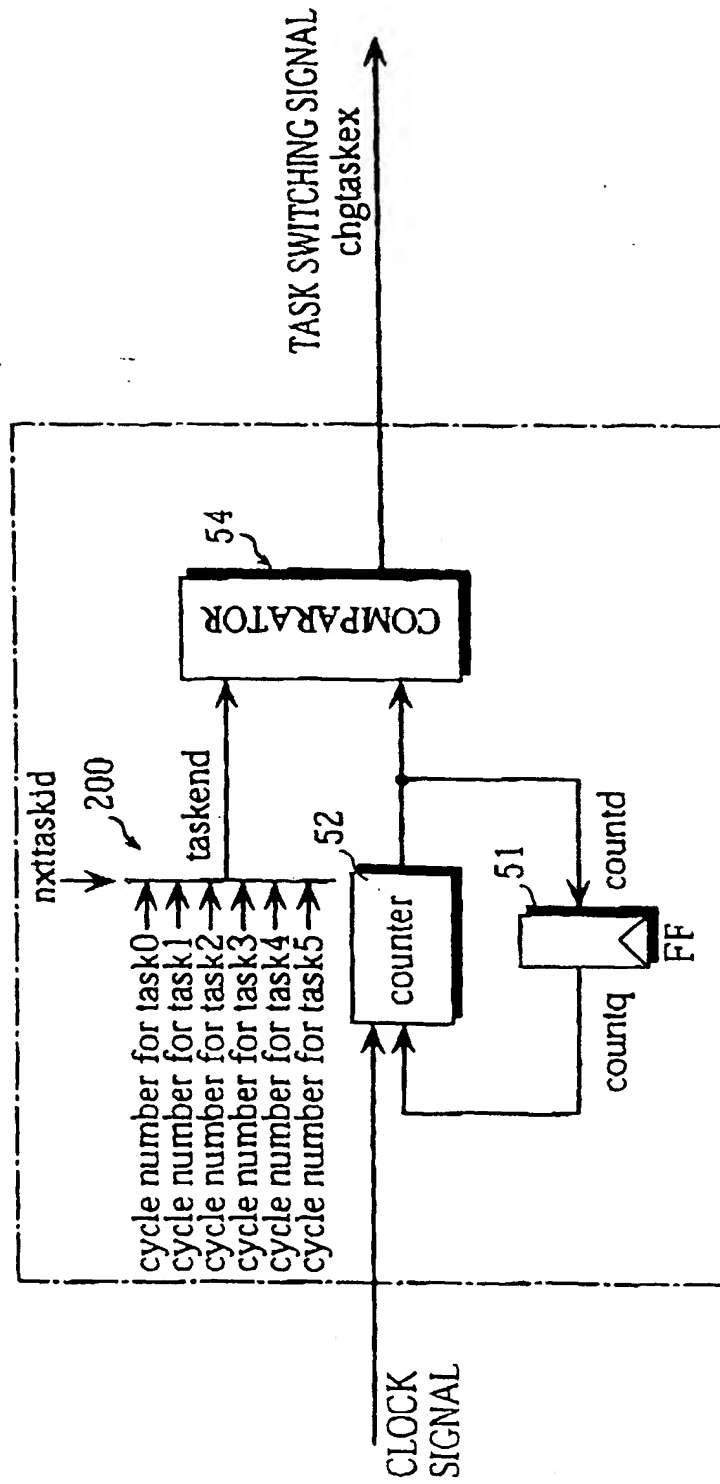 nxttaskid
200
cycle number for task0
cycle number for task1
cycle number for task2
cycle number for task3
cycle number for task4
cycle number for task5
taskend
54
COMPARATOR
TASK SWITCHING SIGNAL
chgtaskex
CLOCK
SIGNAL
52
counter
51
countq
countd
FF